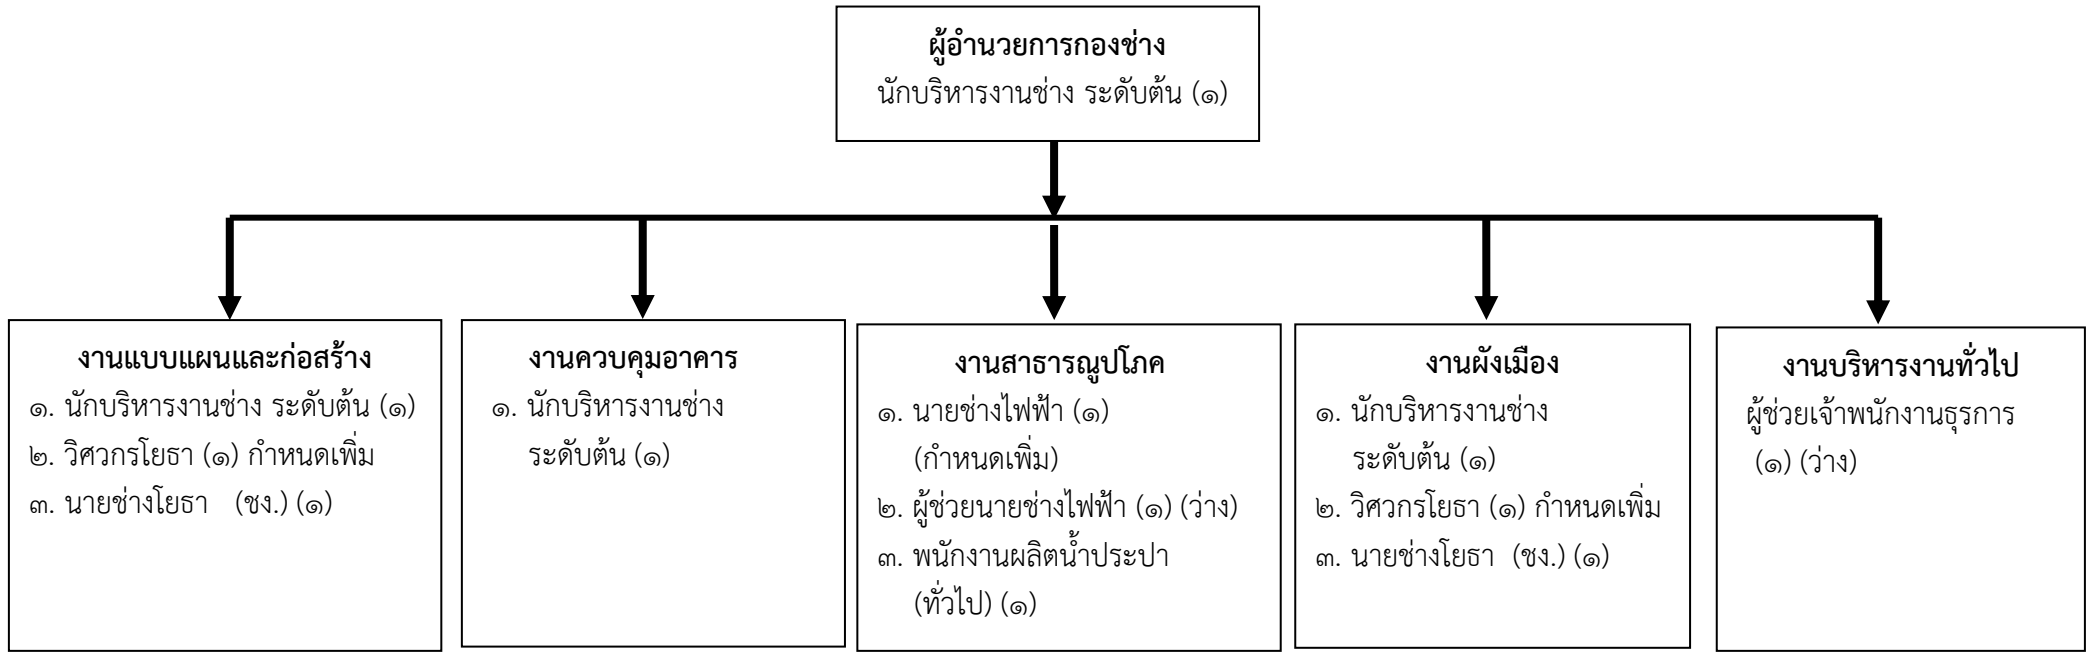 ผู้อำนวยการกองช่าง
นักบริหารงานช่าง ระดับต้น (๑)
งานแบบแผนและก่อสร้าง
๑. นักบริหารงานช่าง ระดับต้น (๑)
๒. วิศวกรโยธา (๑) กำหนดเพิ่ม
๓. นายช่างโยธา (ชง.) (๑)
งานควบคุมอาคาร
๑. นักบริหารงานช่าง
ระดับต้น (๑)
งานสาธารณูปโภค
๑. นายช่างไฟฟ้า (๑)
(กำหนดเพิ่ม)
๒. ผู้ช่วยนายช่างไฟฟ้า (๑) (ว่าง)
๓. พนักงานผลิตน้ำประปา
(ทั่วไป) (๑)
งานผังเมือง
๑. นักบริหารงานช่าง
ระดับต้น (๑)
๒. วิศวกรโยธา (๑) กำหนดเพิ่ม
๓. นายช่างโยธา (ชง.) (๑)
งานบริหารงานทั่วไป
ผู้ช่วยเจ้าพนักงานธุรการ
(๑) (ว่าง)